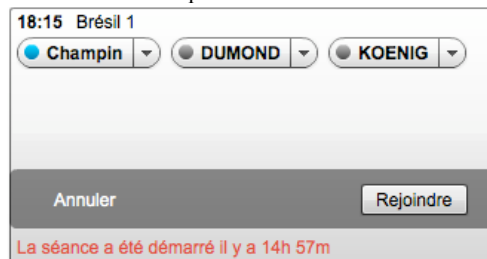 18:15 Brésil 1
Champin DUMOND KOENIG
Annuler Rejoindre
La séance a été démarré il y a 14h 57m